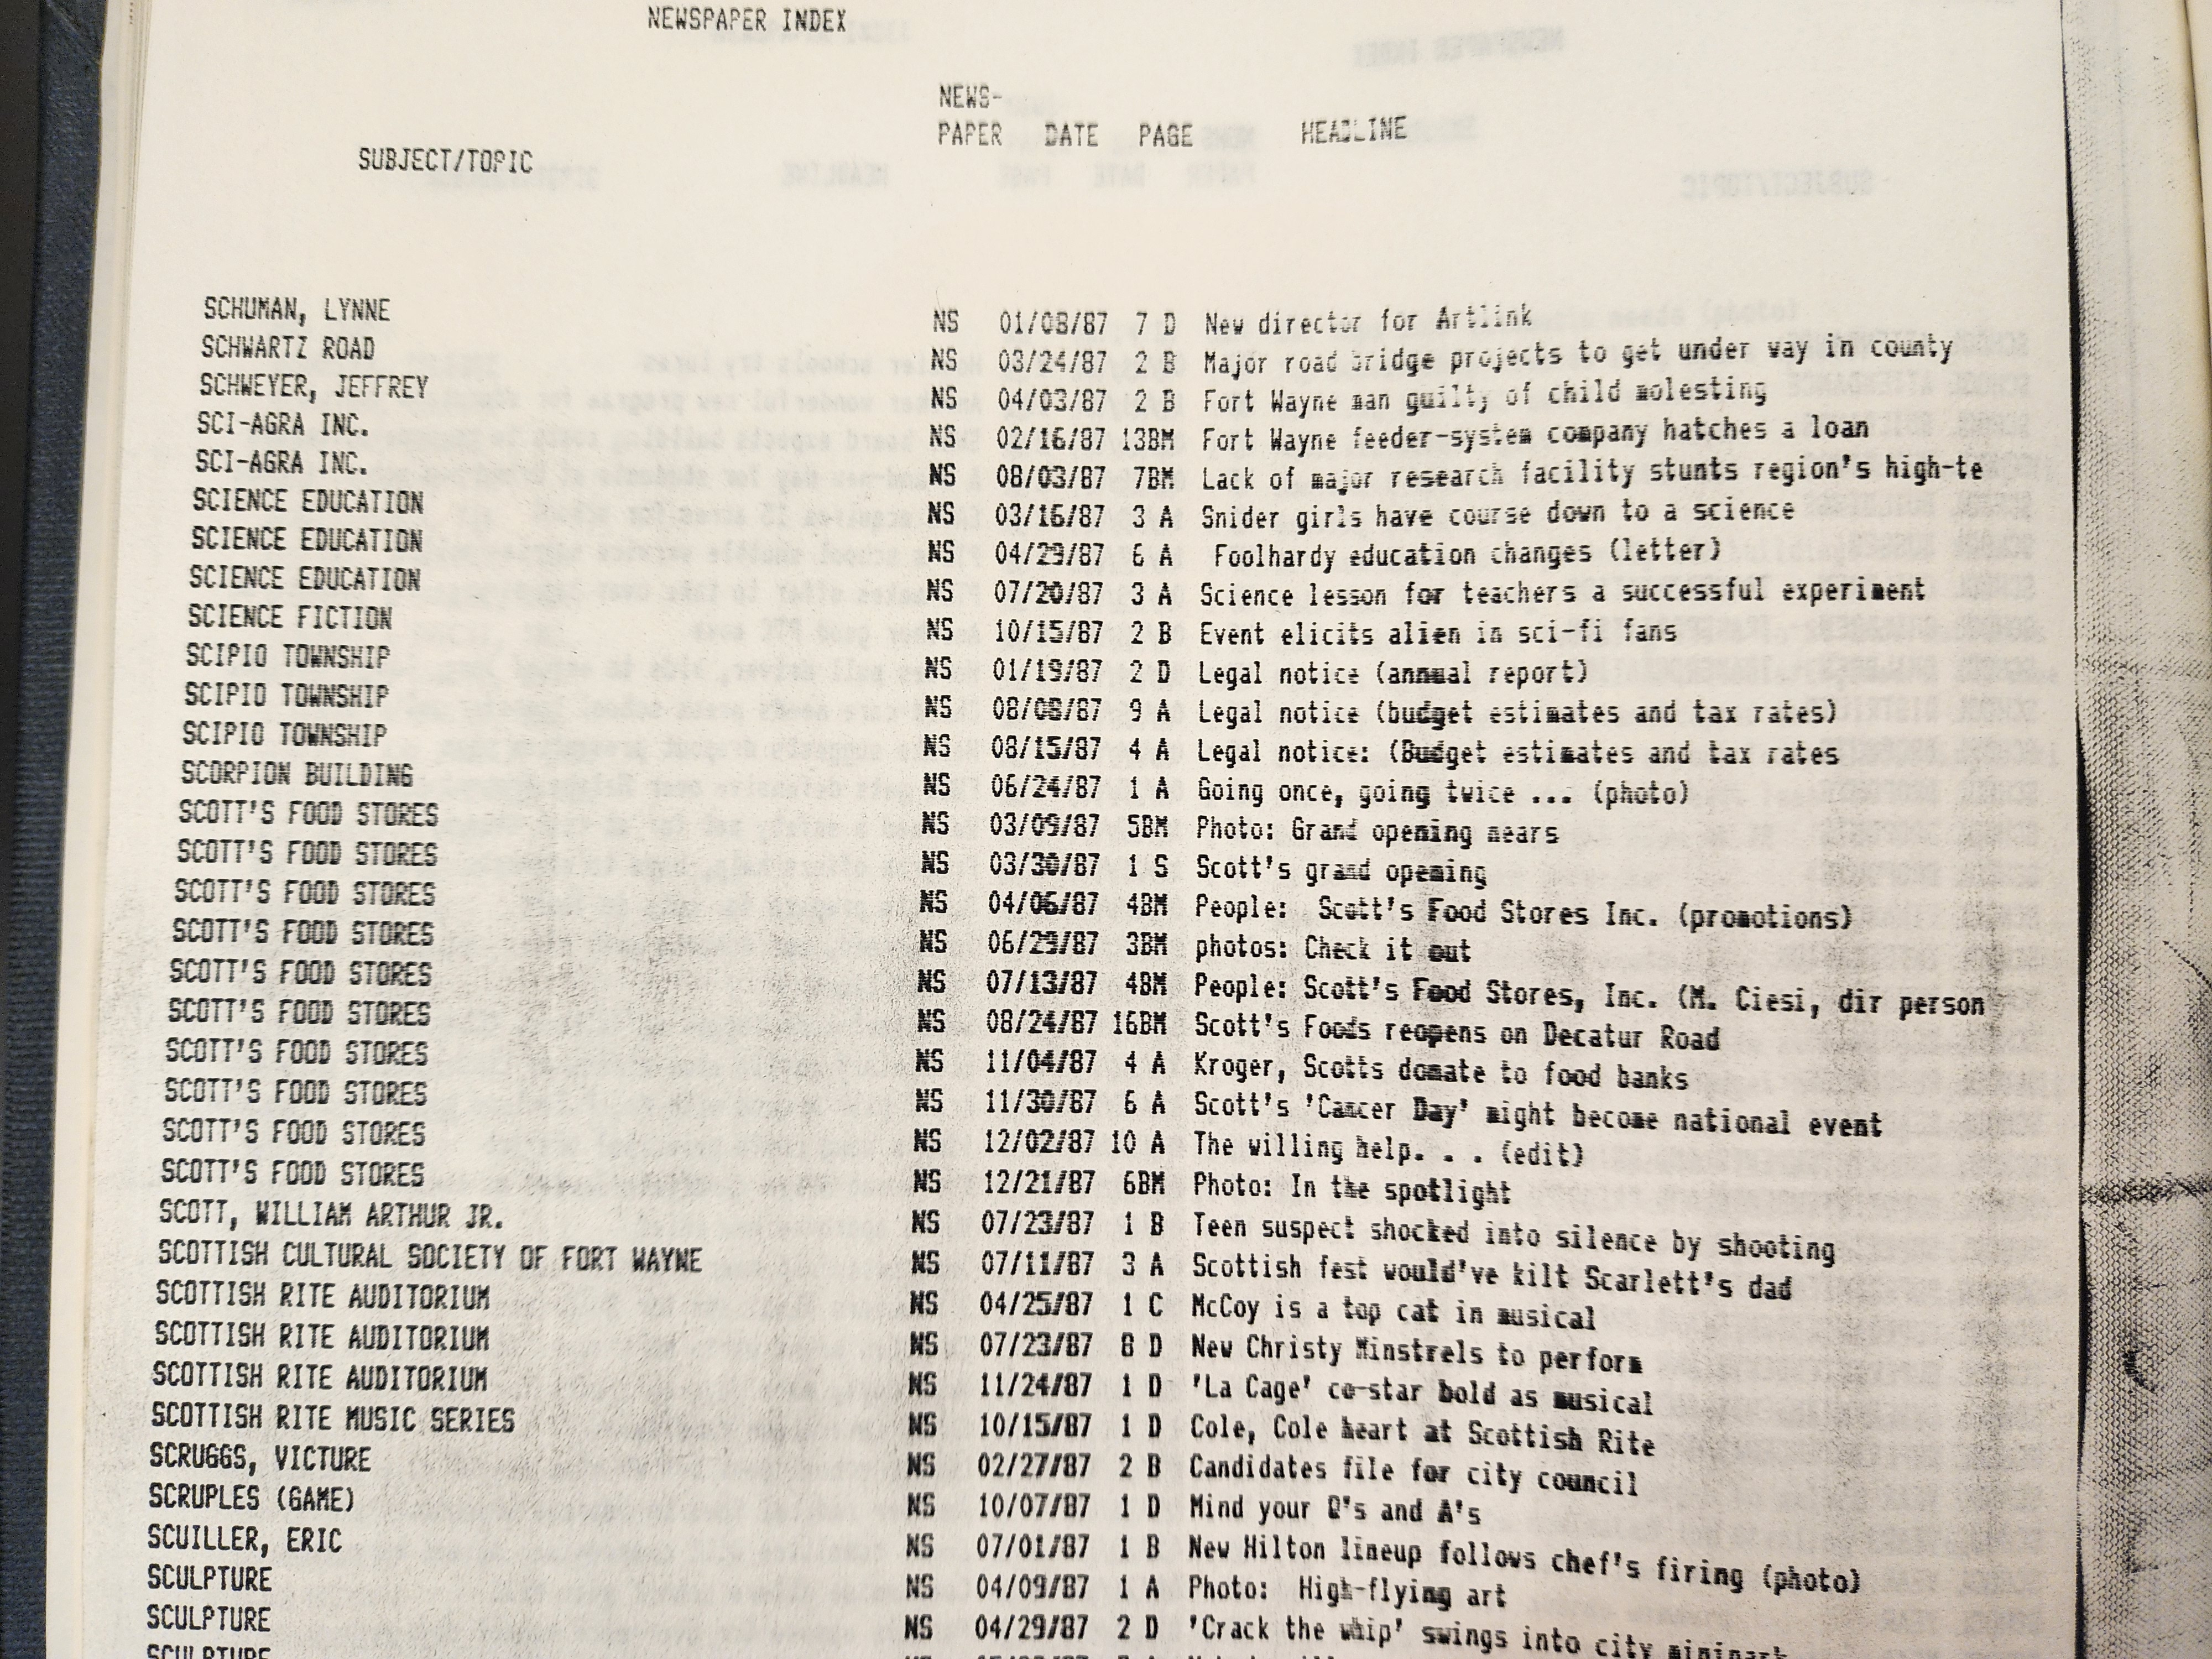 NEWSPAPER INDEX
NEWS-
SUBJECT/TOPIC PAPER DATE PAGE HEADLINE
SCHUMAN, LYNNE NS 01/08/87 7 D New director for Artlink
SCHWARTZ ROAD NS 03/24/87 2 B Major road bridge projects to get under way in county
SCHWEYER, JEFFREY NS 04/03/87 2 B Fort Wayne man guilty of child molesting
SCI-AGRA INC. NS 02/16/87 13BM Fort Wayne feeder-system company hatches a loan
SCI-AGRA INC. NS 08/03/87 7BM Lack of major research facility stunts region's high-te
SCIENCE EDUCATION NS 03/16/87 3 A Snider girls have course down to a science
SCIENCE EDUCATION NS 04/29/87 6 A Foolhardy education changes (letter)
SCIENCE EDUCATION NS 07/20/87 3 A Science lesson for teachers a successful experiment
SCIENCE FICTION NS 10/15/87 2 B Event elicits alien in sci-fi fans
SCIPIO TOWNSHIP NS 01/19/87 2 D Legal notice (annual report)
SCIPIO TOWNSHIP NS 08/08/87 9 A Legal notice (budget estimates and tax rates)
SCIPIO TOWNSHIP NS 08/15/87 4 A Legal notice: (Budget estimates and tax rates
SCORPION BUILDING NS 06/24/87 1 A Going once, going twice ... (photo)
SCOTT'S FOOD STORES NS 03/09/87 5BM Photo: Grand opening nears
SCOTT'S FOOD STORES NS 03/30/87 1 S Scott's grand opening
SCOTT'S FOOD STORES NS 04/06/87 4BM People: Scott's Food Stores Inc. (promotions)
SCOTT'S FOOD STORES NS 06/29/87 3BM photos: Check it out
SCOTT'S FOOD STORES NS 07/13/87 4BM People: Scott's Food Stores, Inc. (M. Ciesi, dir person
SCOTT'S FOOD STORES NS 08/24/87 16BM Scott's Foods reopens on Decatur Road
SCOTT'S FOOD STORES NS 11/04/87 4 A Kroger, Scotts donate to food banks
SCOTT'S FOOD STORES NS 11/30/87 6 A Scott's 'Cancer Day' might become national event
SCOTT'S FOOD STORES NS 12/02/87 10 A The willing help. . . (edit)
SCOTT'S FOOD STORES NS 12/21/87 6BM Photo: In the spotlight
SCOTT, WILLIAM ARTHUR JR. NS 07/23/87 1 B Teen suspect shocked into silence by shooting
SCOTTISH CULTURAL SOCIETY OF FORT WAYNE NS 07/11/87 3 A Scottish fest would've kilt Scarlett's dad
SCOTTISH RITE AUDITORIUM NS 04/25/87 1 C McCoy is a top cat in musical
SCOTTISH RITE AUDITORIUM NS 07/23/87 8 D New Christy Minstrels to perform
SCOTTISH RITE AUDITORIUM NS 11/24/87 1 D 'La Cage' co-star bold as musical
SCOTTISH RITE MUSIC SERIES NS 10/15/87 1 D Cole, Cole heart at Scottish Rite
SCRUGGS, VICTURE NS 02/27/87 2 B Candidates file for city council
SCRUPLES (GAME) NS 10/07/87 1 D Mind your Q's and A's
SCUILLER, ERIC NS 07/01/87 1 B New Hilton lineup follows chef's firing (photo)
SCULPTURE NS 04/09/87 1 A Photo: High-flying art
SCULPTURE NS 04/29/87 2 D 'Crack the whip' swings into city minipark
SCULPTURE